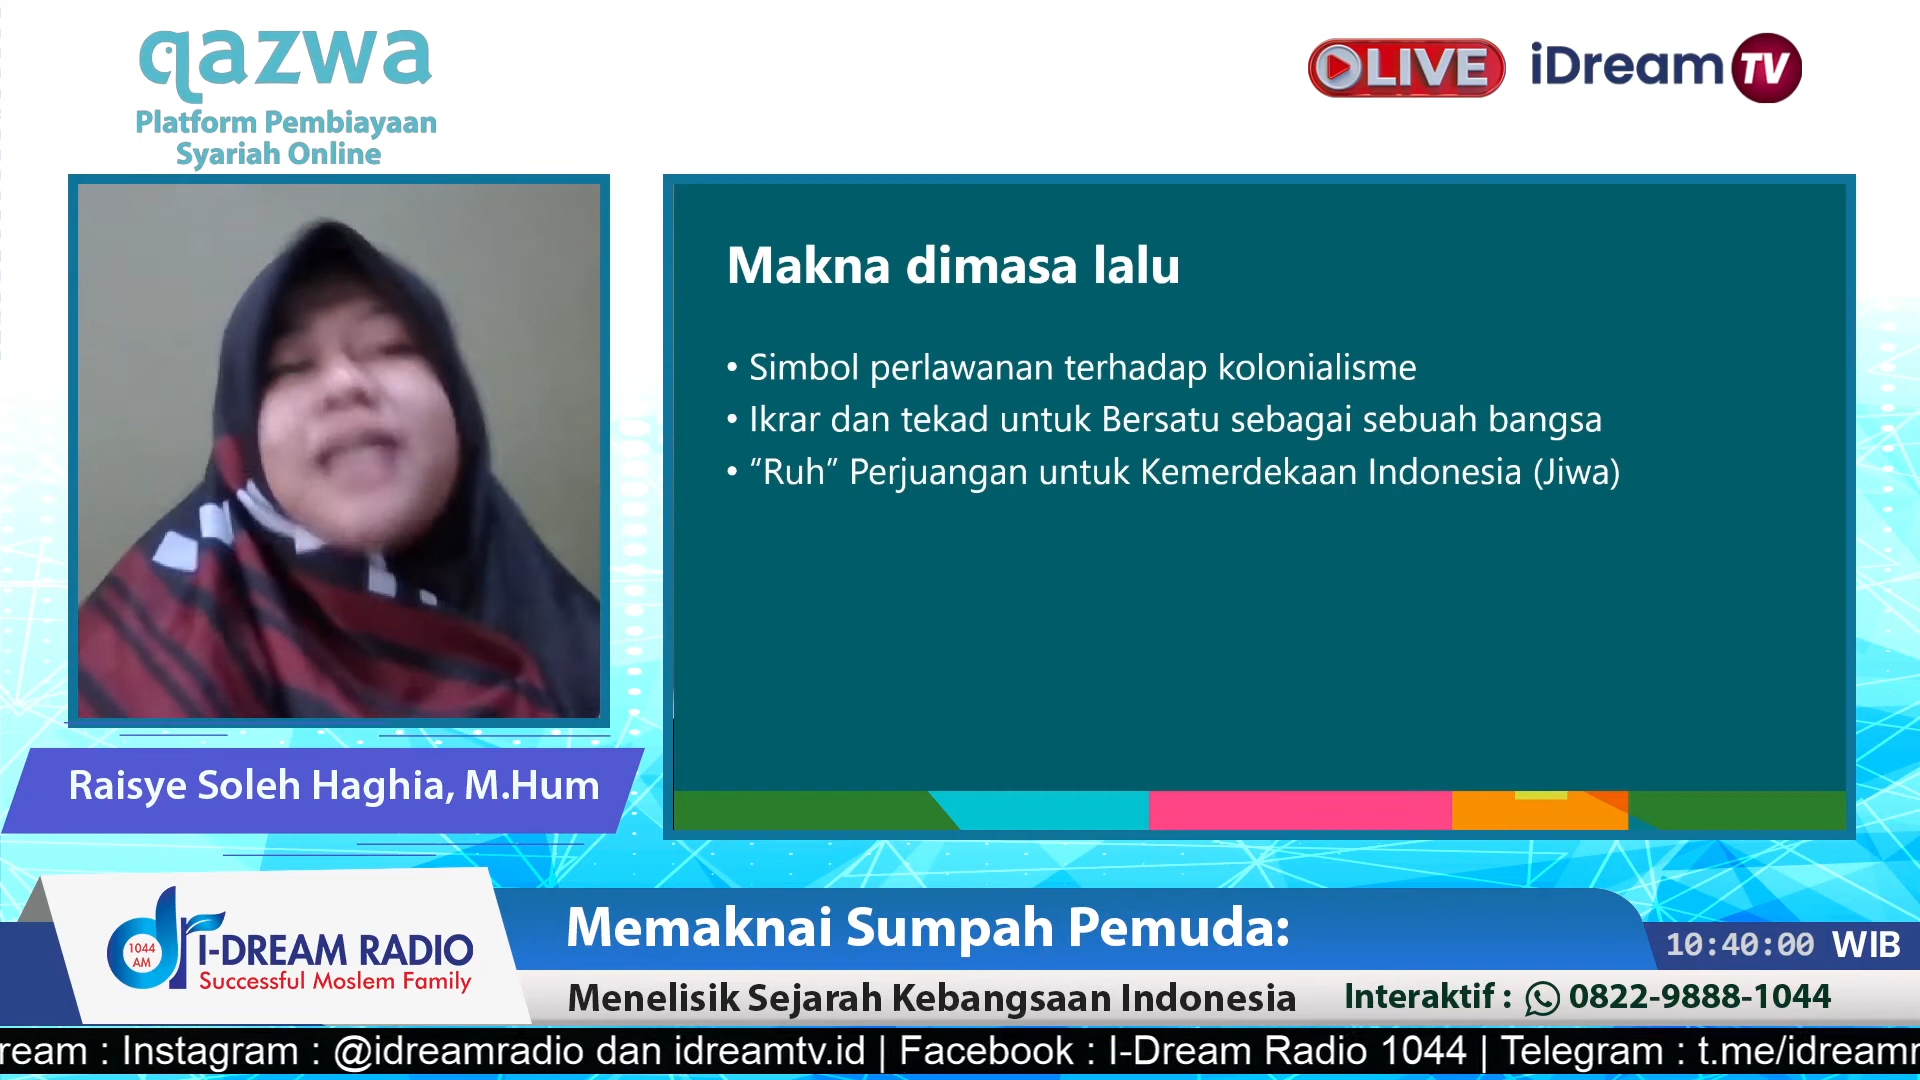 qazwa
Platform Pembiayaan
Syariah Online
LIVE
iDream TV
Makna dimasa lalu
• Simbol perlawanan terhadap kolonialisme
• Ikrar dan tekad untuk Bersatu sebagai sebuah bangsa
• “Ruh” Perjuangan untuk Kemerdekaan Indonesia (Jiwa)
Raisye Soleh Haghia, M.Hum
1044
AM
dr
I-DREAM RADIO
Successful Moslem Family
Memaknai Sumpah Pemuda:
10:40:00 WIB
Menelisik Sejarah Kebangsaan Indonesia
Interaktif : 0822-9888-1044
ream : Instagram : @idreamradio dan idreamtv.id | Facebook : I-Dream Radio 1044 | Telegram : t.me/idreamr